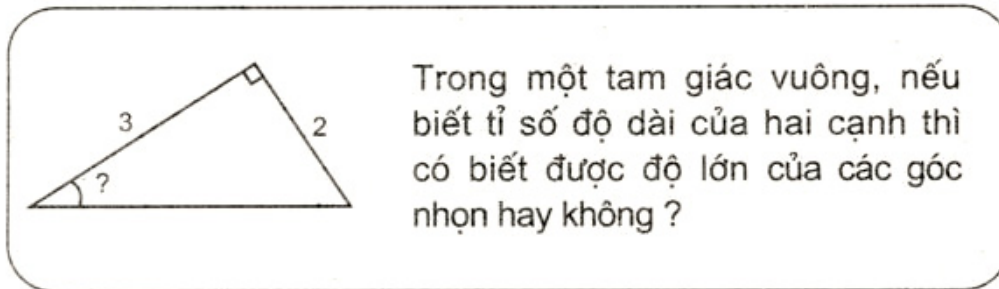 Trong một tam giác vuông, nếu
biết tỉ số độ dài của hai cạnh thì
có biết được độ lớn của các góc
nhọn hay không ?
3
2
?